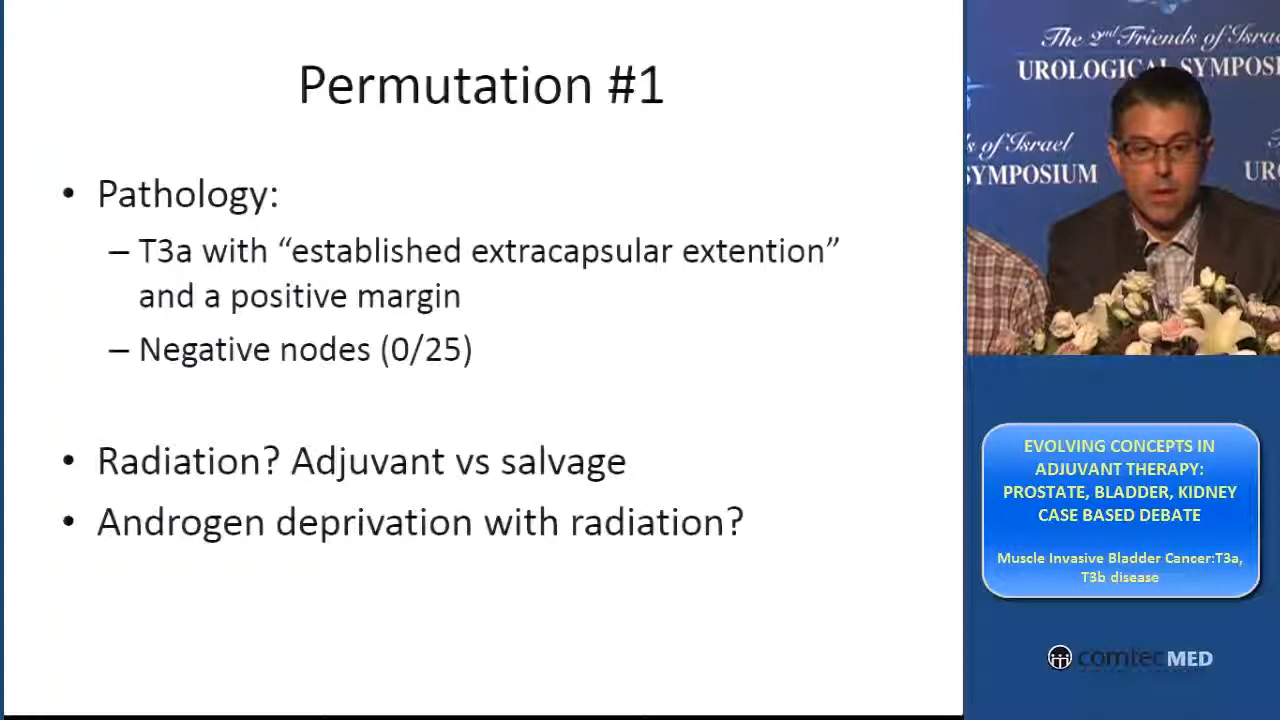 Permutation #1
• Pathology:
– T3a with “established extracapsular extention”
and a positive margin
– Negative nodes (0/25)
• Radiation? Adjuvant vs salvage
• Androgen deprivation with radiation?
The 2nd Friends of Israe
UROLOGICAL SYMPOSI
s of Israel
SYMPOSIUM
UR
EVOLVING CONCEPTS IN
ADJUVANT THERAPY:
PROSTATE, BLADDER, KIDNEY
CASE BASED DEBATE
Muscle Invasive Bladder Cancer:T3a,
T3b disease
comtecMED